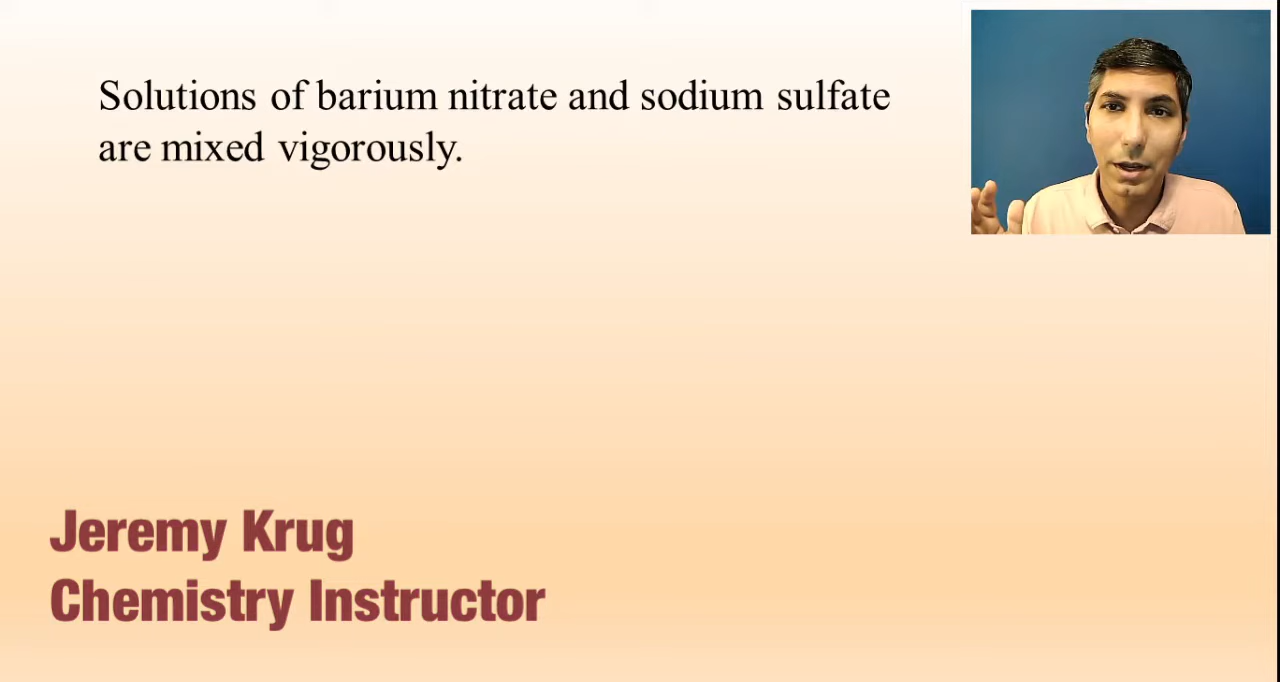 Solutions of barium nitrate and sodium sulfate
are mixed vigorously.
Jeremy Krug
Chemistry Instructor